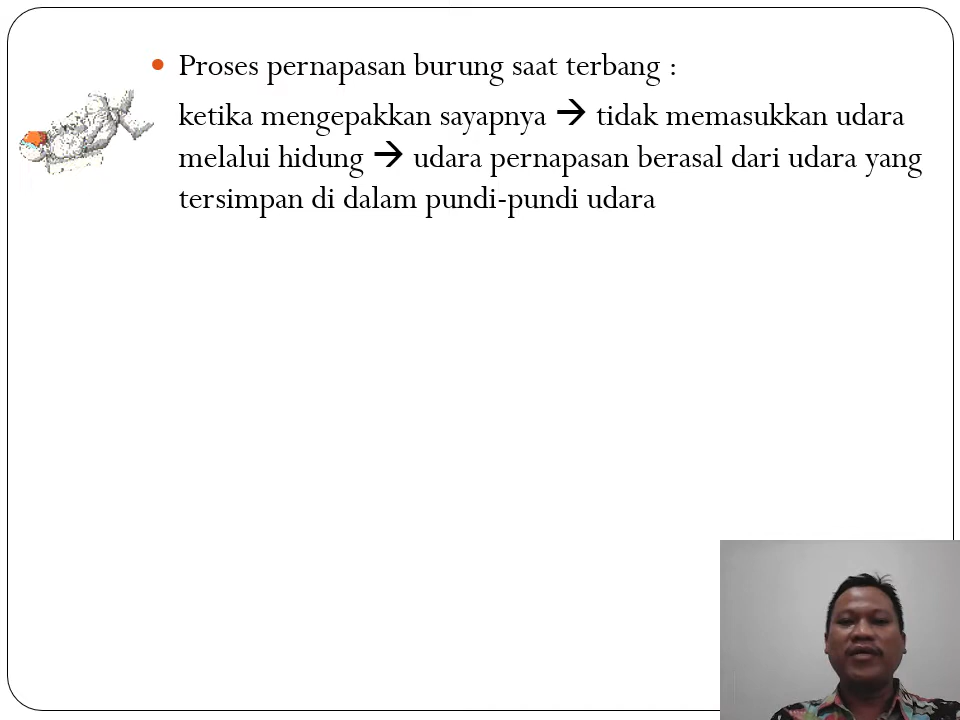 Proses pernapasan burung saat terbang :
ketika mengepakkan sayapnya → tidak memasukkan udara
melalui hidung → udara pernapasan berasal dari udara yang
tersimpan di dalam pundi-pundi udara